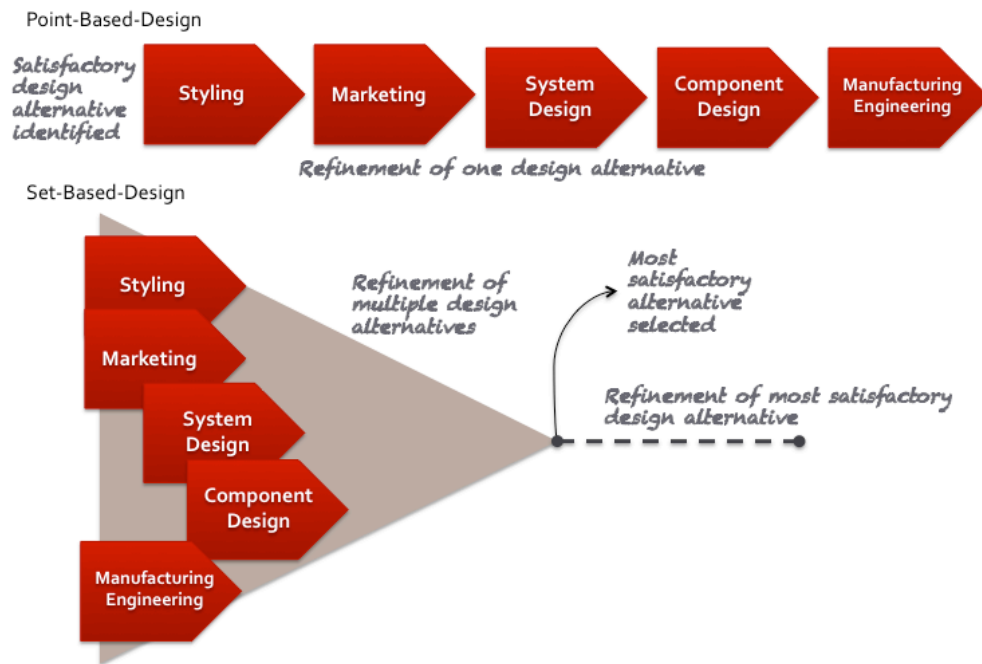 Point-Based-Design
Satisfactory
design
alternative
identified
Styling
Marketing
System
Design
Component
Design
Manufacturing
Engineering
Refinement of one design alternative
Set-Based-Design
Styling
Marketing
System
Design
Component
Design
Manufacturing
Engineering
Refinement of
multiple design
alternatives
Most
satisfactory
alternative
selected
Refinement of most satisfactory
design alternative